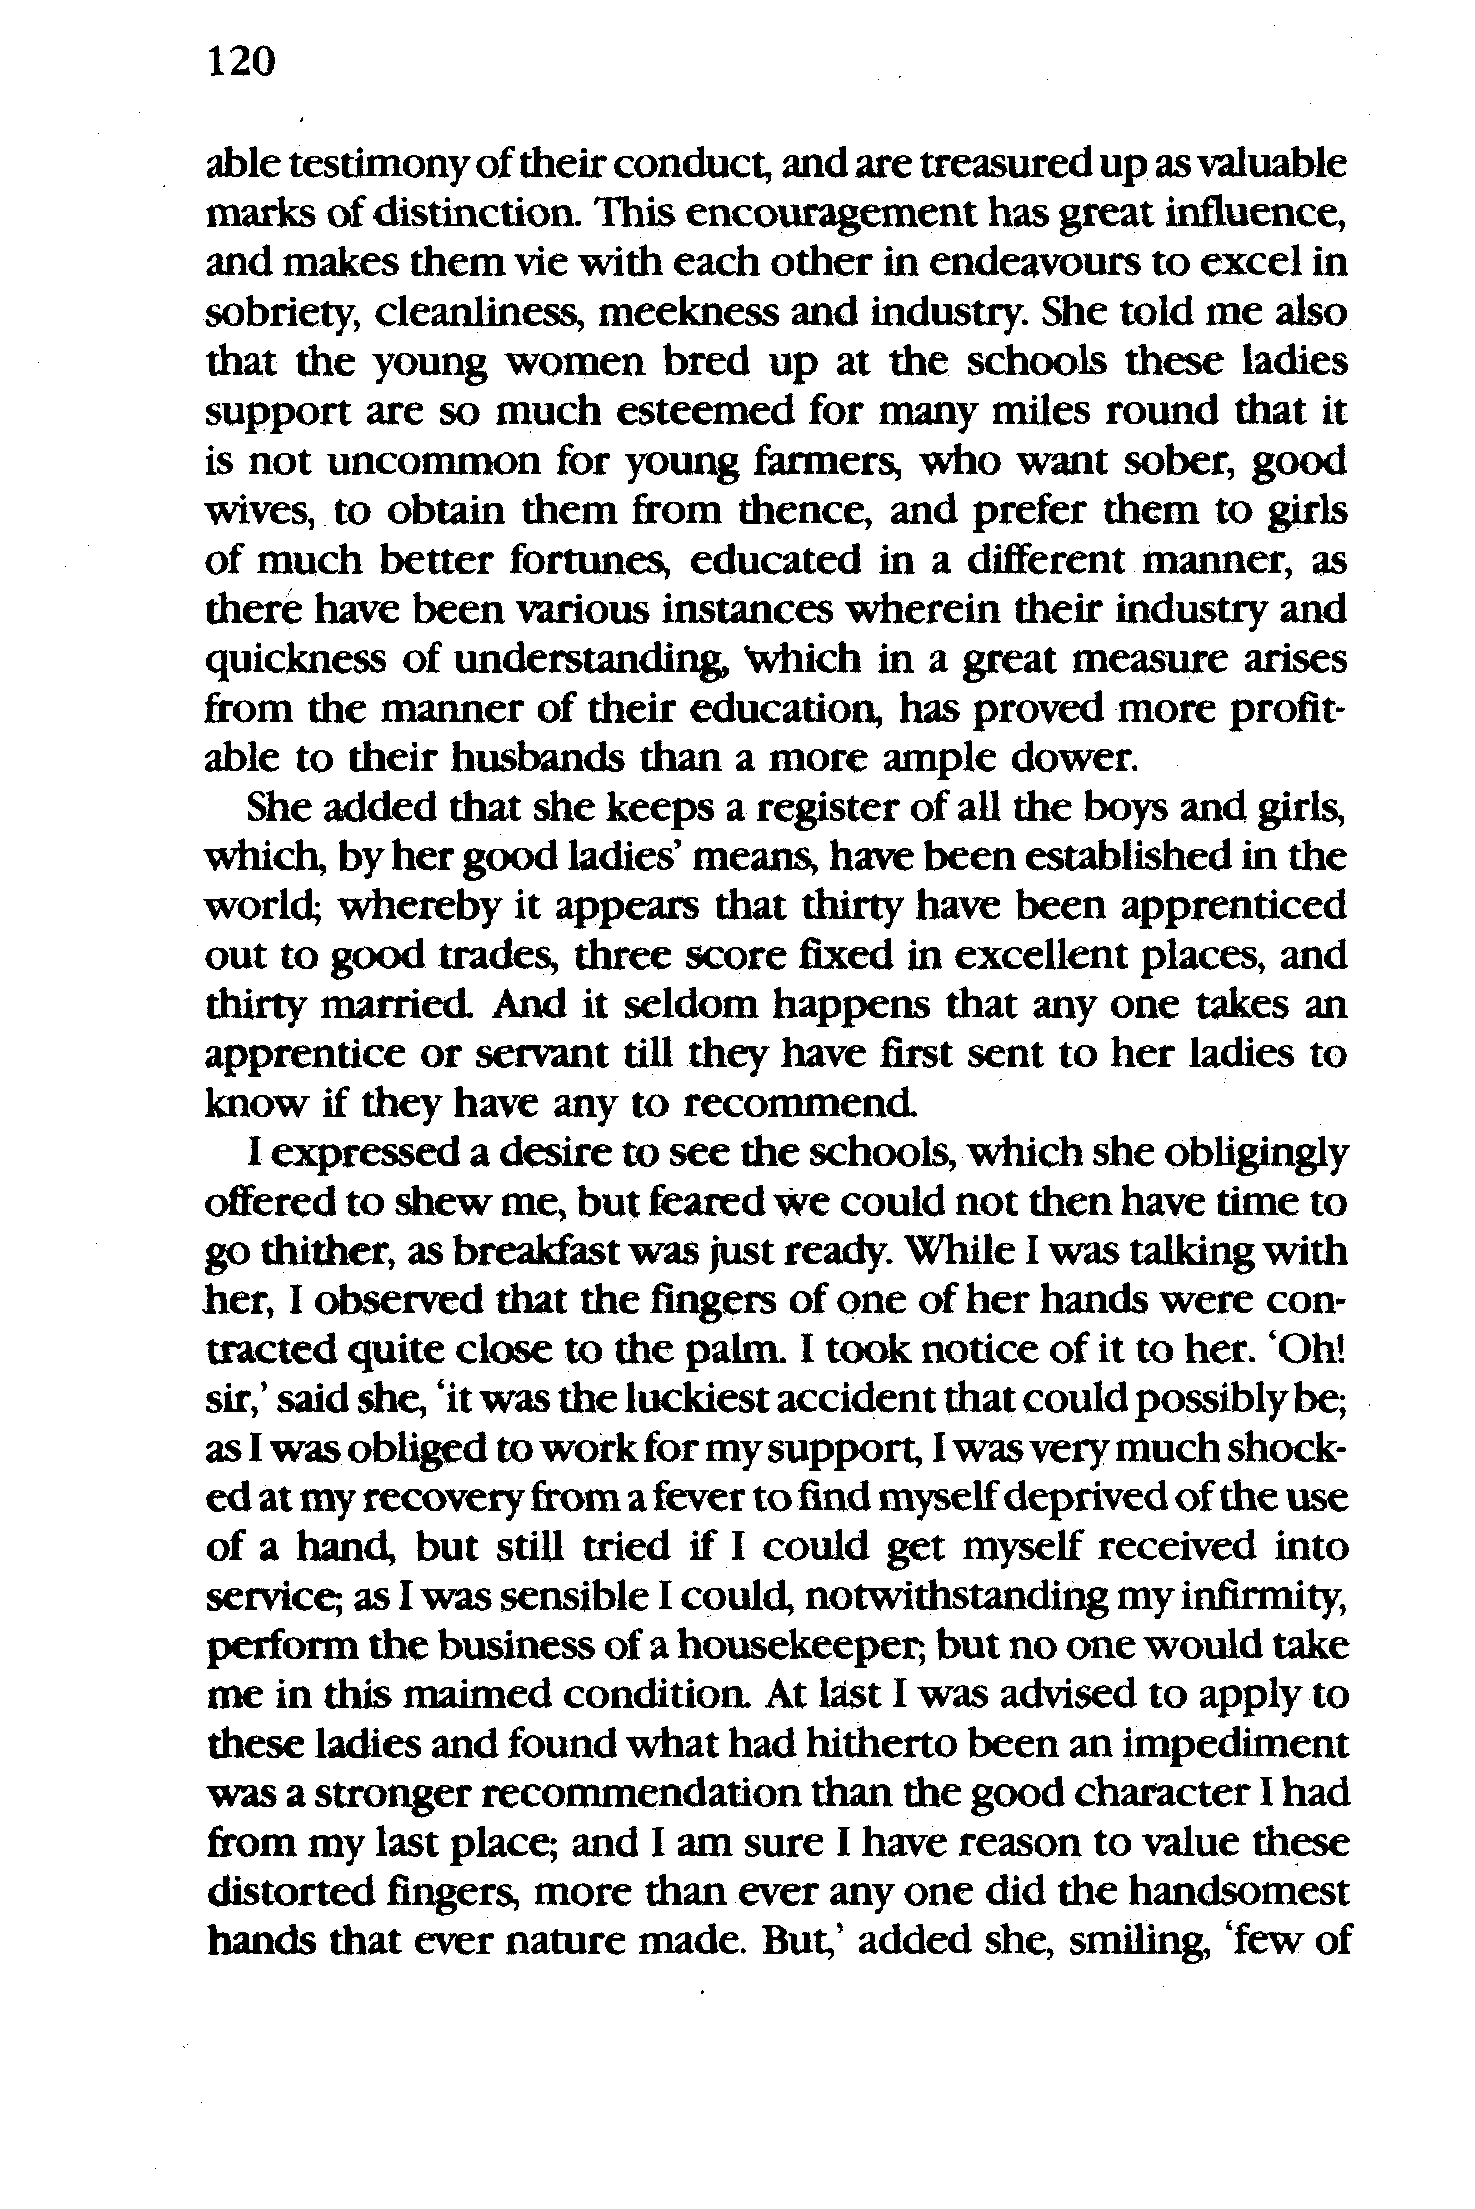 120
able testimony of their conduct, and are treasured up as valuable
marks of distinction. This encouragement has great influence,
and makes them vie with each other in endeavours to excel in
sobriety, cleanliness, meekness and industry. She told me also
that the young women bred up at the schools these ladies
support are so much esteemed for many miles round that it
is not uncommon for young farmers, who want sober, good
wives, to obtain them from thence, and prefer them to girls
of much better fortunes, educated in a different manner, as
there have been various instances wherein their industry and
quickness of understanding, which in a great measure arises
from the manner of their education, has proved more profit-
able to their husbands than a more ample dower.
She added that she keeps a register of all the boys and girls,
which, by her good ladies’ means, have been established in the
world; whereby it appears that thirty have been apprenticed
out to good trades, three score fixed in excellent places, and
thirty married. And it seldom happens that any one takes an
apprentice or servant till they have first sent to her ladies to
know if they have any to recommend.
I expressed a desire to see the schools, which she obligingly
offered to shew me, but feared we could not then have time to
go thither, as breakfast was just ready. While I was talking with
her, I observed that the fingers of one of her hands were con-
tracted quite close to the palm. I took notice of it to her. ‘Oh!
sir,’ said she, ‘it was the luckiest accident that could possibly be;
as I was obliged to work for my support, I was very much shock-
ed at my recovery from a fever to find myself deprived of the use
of a hand, but still tried if I could get myself received into
service; as I was sensible I could, notwithstanding my infirmity,
perform the business of a housekeeper; but no one would take
me in this maimed condition. At last I was advised to apply to
these ladies and found what had hitherto been an impediment
was a stronger recommendation than the good character I had
from my last place; and I am sure I have reason to value these
distorted fingers, more than ever any one did the handsomest
hands that ever nature made. But,’ added she, smiling, ‘few of